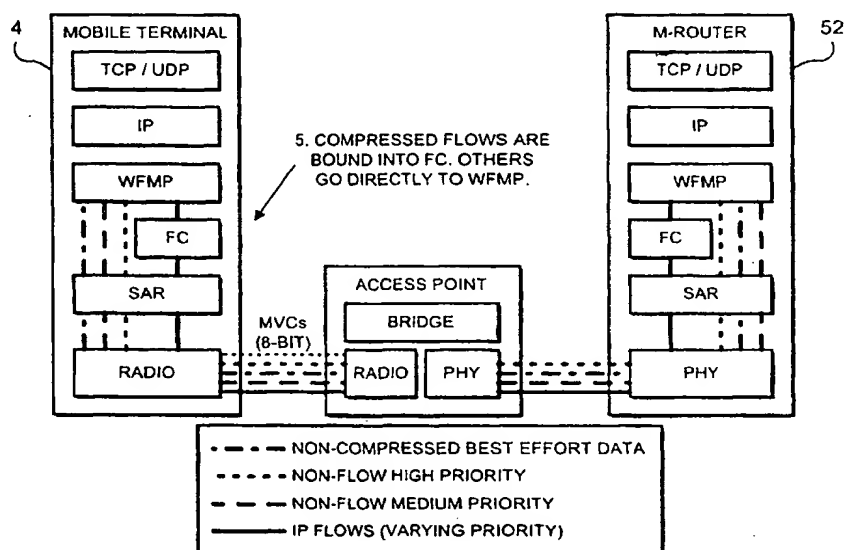 4
MOBILE TERMINAL
TCP / UDP
IP
WFMP
FC
SAR
RADIO
5. COMPRESSED FLOWS ARE
BOUND INTO FC. OTHERS
GO DIRECTLY TO WFMP.
MVCs
(8-BIT)
ACCESS POINT
BRIDGE
RADIO
PHY
M-ROUTER
52
TCP / UDP
IP
WFMP
FC
SAR
PHY
NON-COMPRESSED BEST EFFORT DATA
NON-FLOW HIGH PRIORITY
NON-FLOW MEDIUM PRIORITY
IP FLOWS (VARYING PRIORITY)